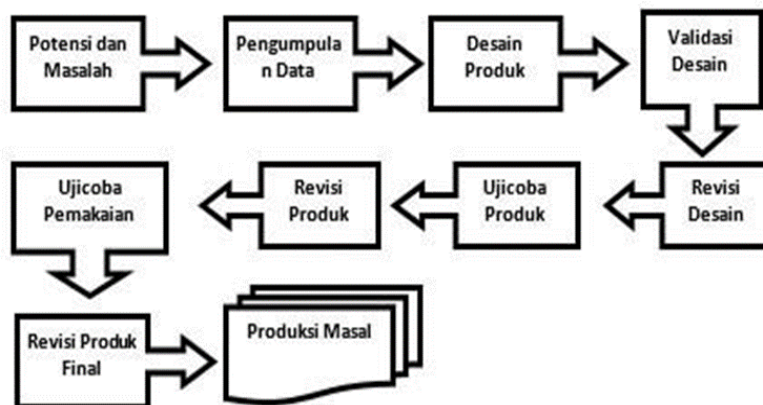 Potensi dan
Masalah
Pengumpula
n Data
Desain
Produk
Validasi
Desain
Revisi
Desain
Ujicoba
Produk
Revisi
Produk
Ujicoba
Pemakaian
Revisi Produk
Final
Produksi Masal